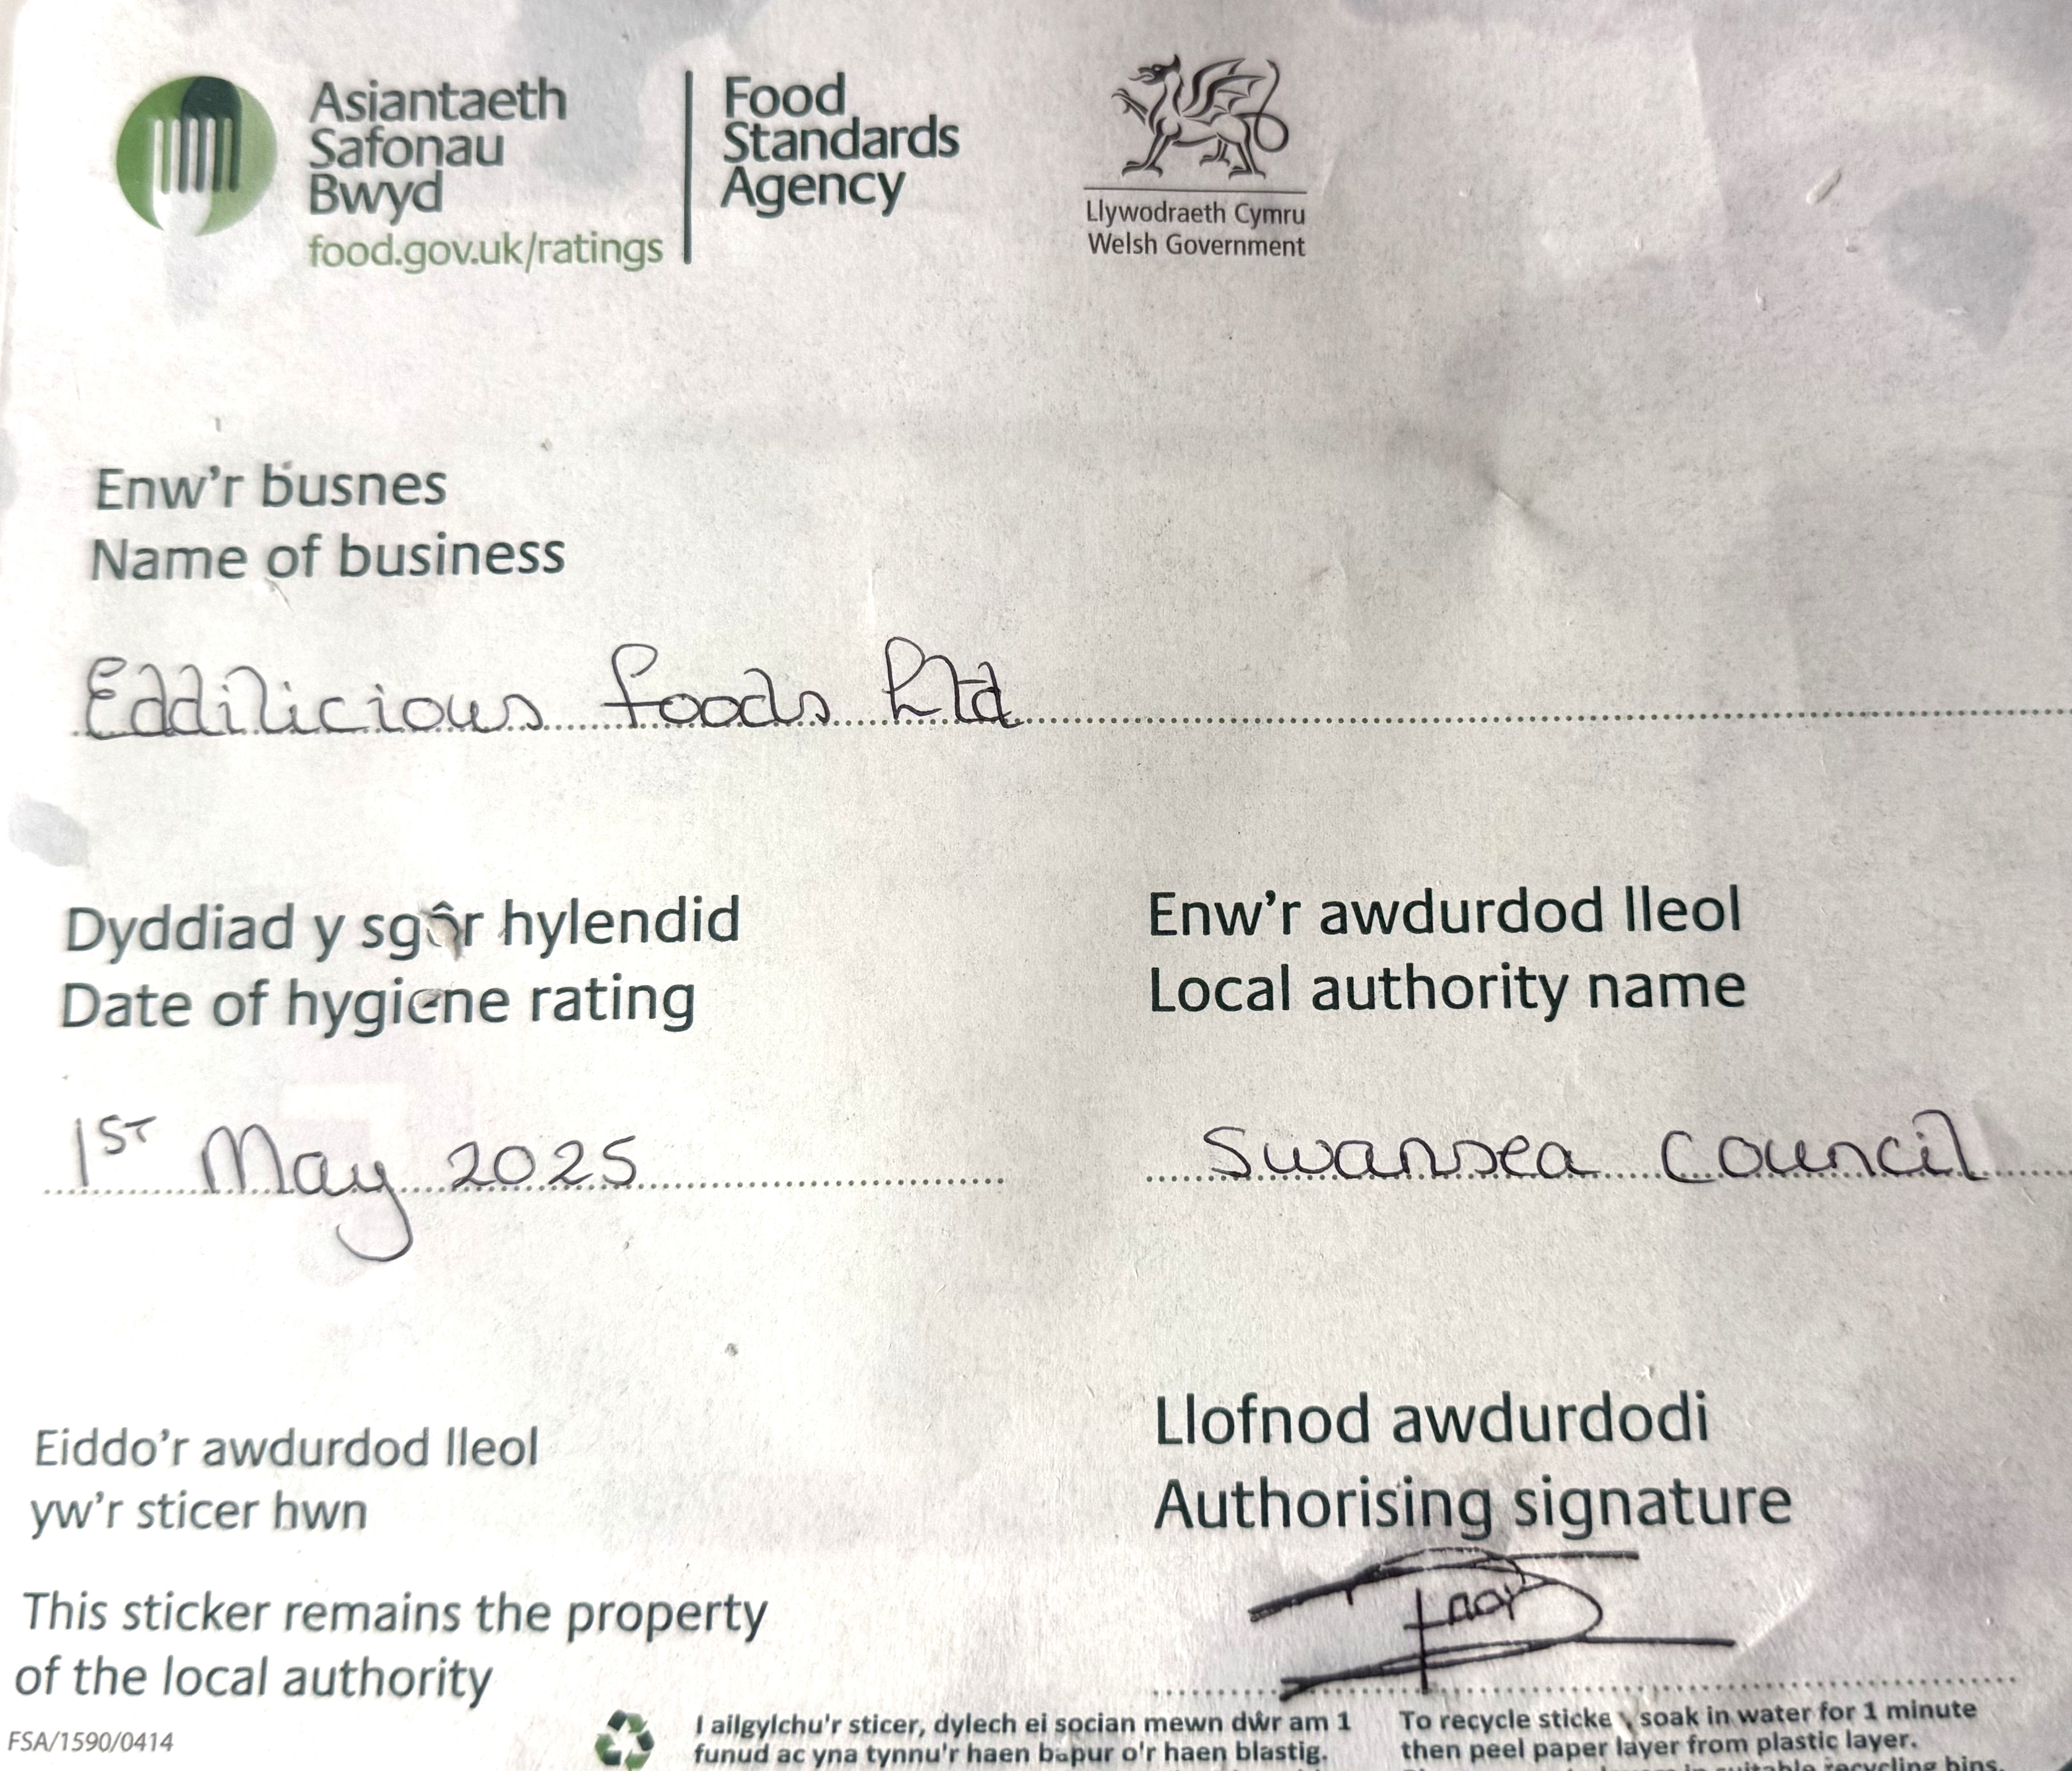 Asiantaeth
Safonau
Bwyd
food.gov.uk/ratings
Food
Standards
Agency
Llywodraeth Cymru
Welsh Government
Enw'r busnes
Name of business
Eddilicious foods Ltd
Dyddiad y sgôr hylendid
Date of hygiene rating
1ST May 2025
Enw'r awdurdod lleol
Local authority name
Swansea Council
Eiddo'r awdurdod lleol
yw'r sticer hwn
This sticker remains the property
of the local authority
FSA/1590/0414
Llofnod awdurdodi
Authorising signature
I ailgylchu'r sticer, dylech ei socian mewn dŵr am 1
funud ac yna tynnu'r haen bapur o'r haen blastig.
To recycle sticker, soak in water for 1 minute
then peel paper layer from plastic layer.
recycling bins.